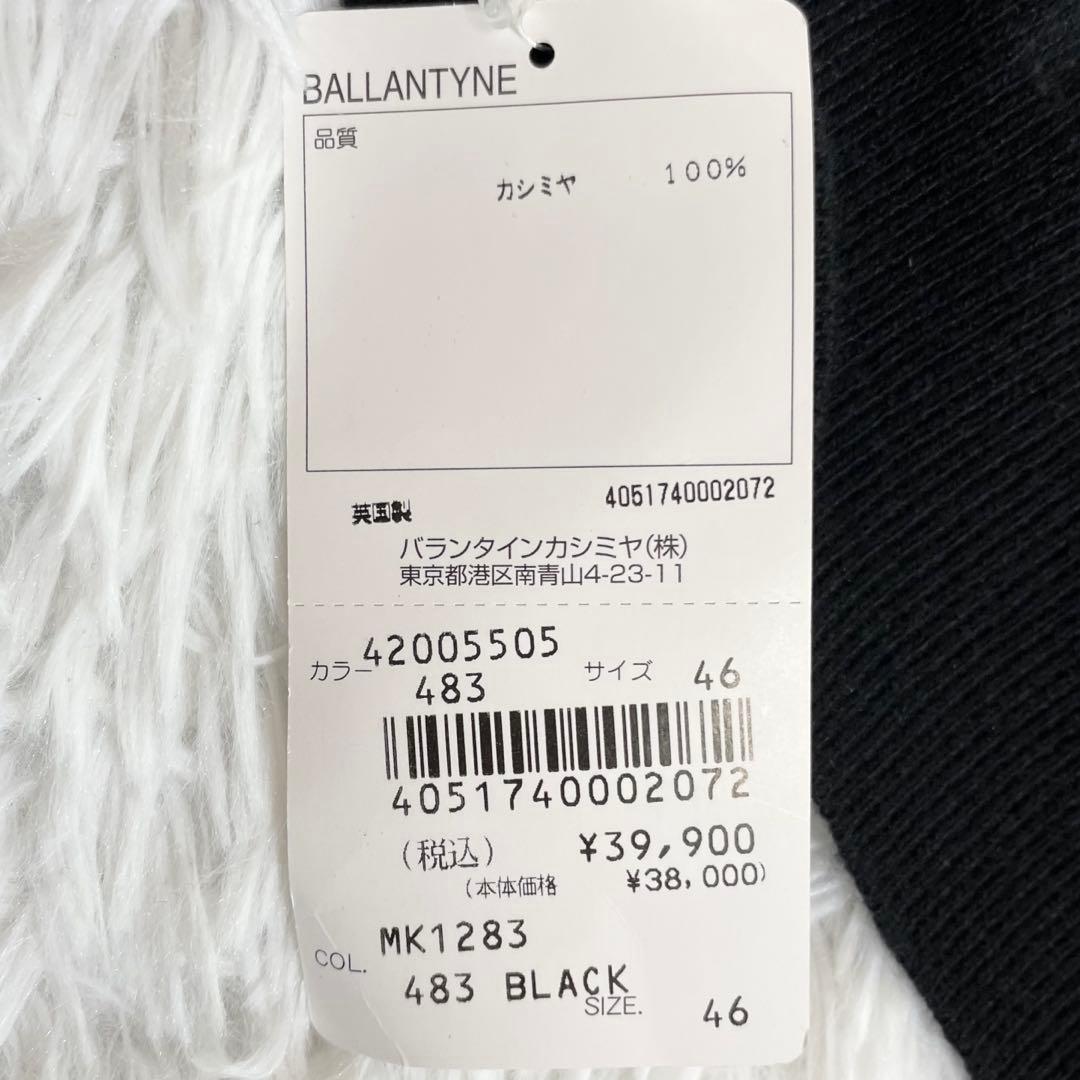 BALLANTYNE
品質
カシミヤ 100%
英国製 4051740002072
バランタインカシミヤ(株)
東京都港区南青山4-23-11
42005505
カラー 483 サイズ 46
4051740002072
(税込) ¥39,900
(本体価格 ¥38,000)
MK1283
COL. 483 BLACK
SIZE. 46